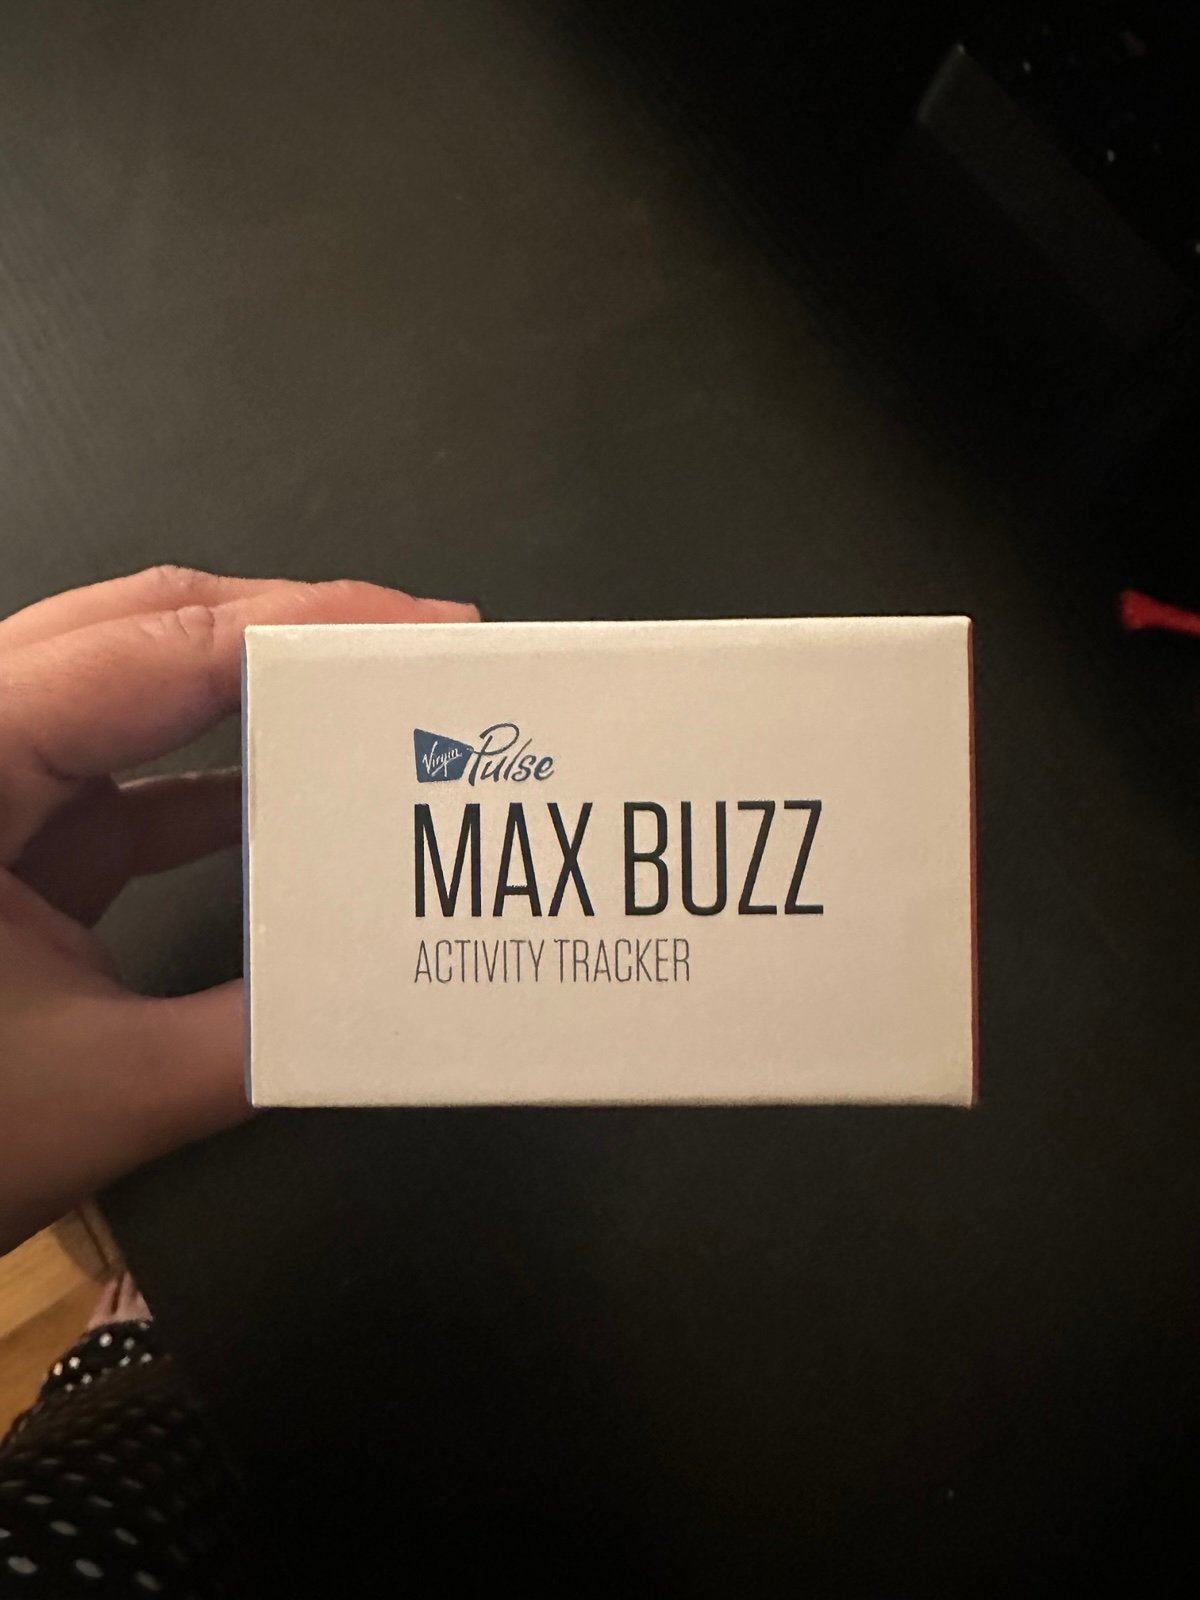 Virgin Pulse
MAX BUZZ
ACTIVITY TRACKER